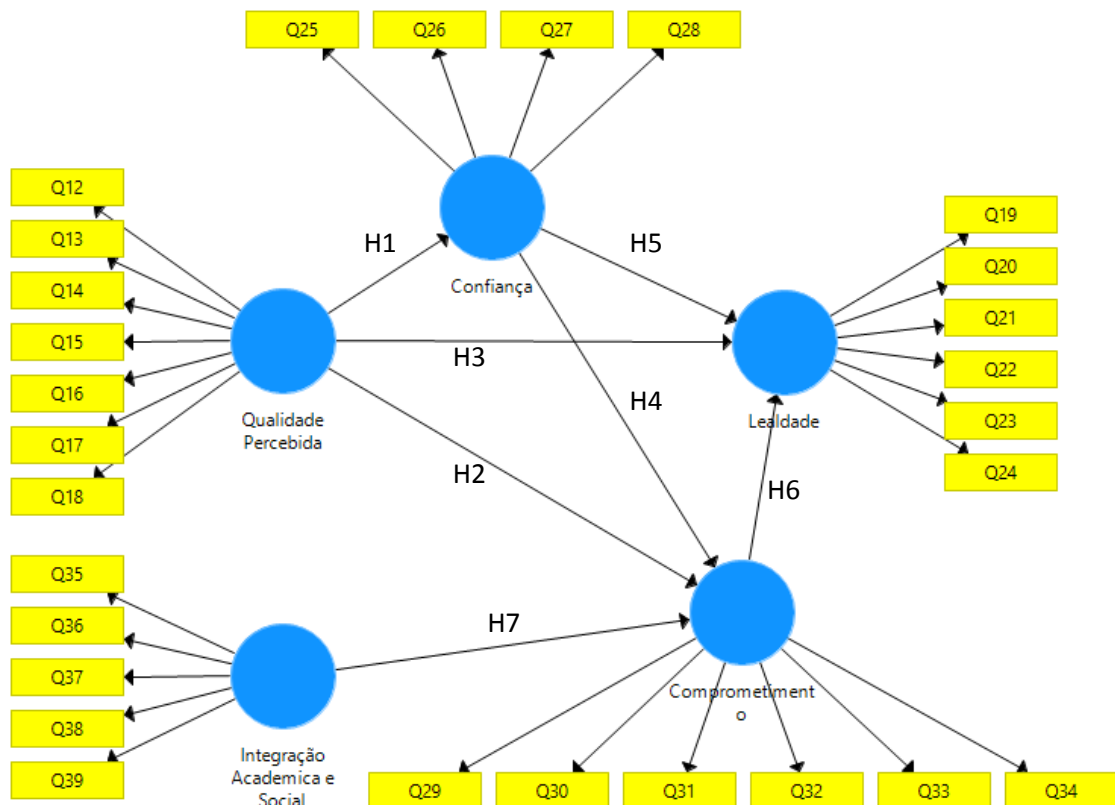 Q25
Q26
Q27
Q28
Q12
Q13
Q14
Q15
Q16
Q17
Q18
H1
H5
Confiança
Q19
Q20
Q21
Q22
Q23
Q24
H3
H4
Qualidade
Percebida
Lealdade
H2
H6
Q35
Q36
Q37
Q38
Q39
H7
Comprometiment
o
Integração
Academica e
Social
Q29
Q30
Q31
Q32
Q33
Q34